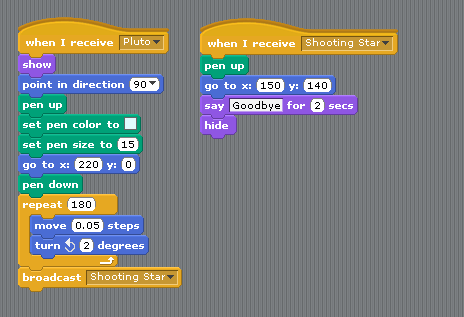 when I receive Pluto
show
point in direction 90
pen up
set pen color to
set pen size to 15
go to x: 220 y: 0
pen down
repeat 180
move 0.05 steps
turn 2 degrees
broadcast Shooting Star
when I receive Shooting Star
pen up
go to x: 150 y: 140
say Goodbye for 2 secs
hide